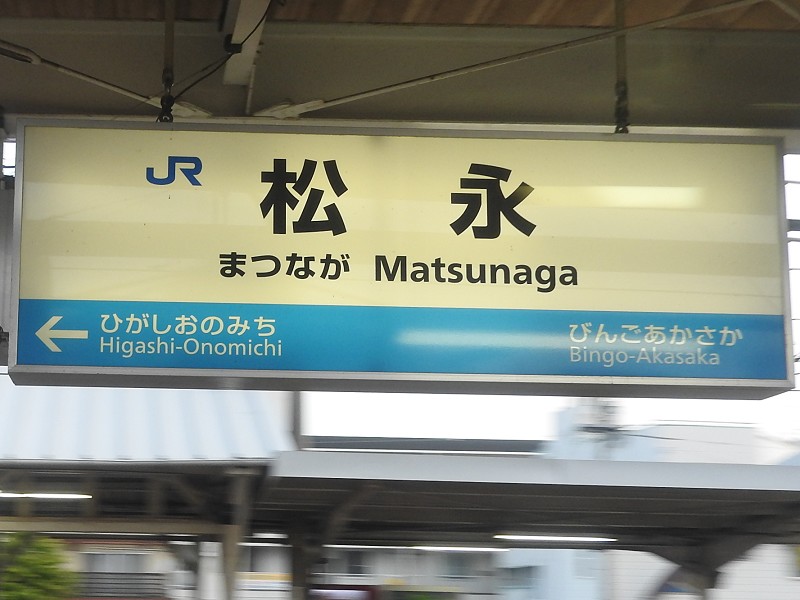 JR 松永
まつなが Matsunaga
← ひがしおのみち びんごあかさか
Higashi-Onomichi Bingo-Akasaka